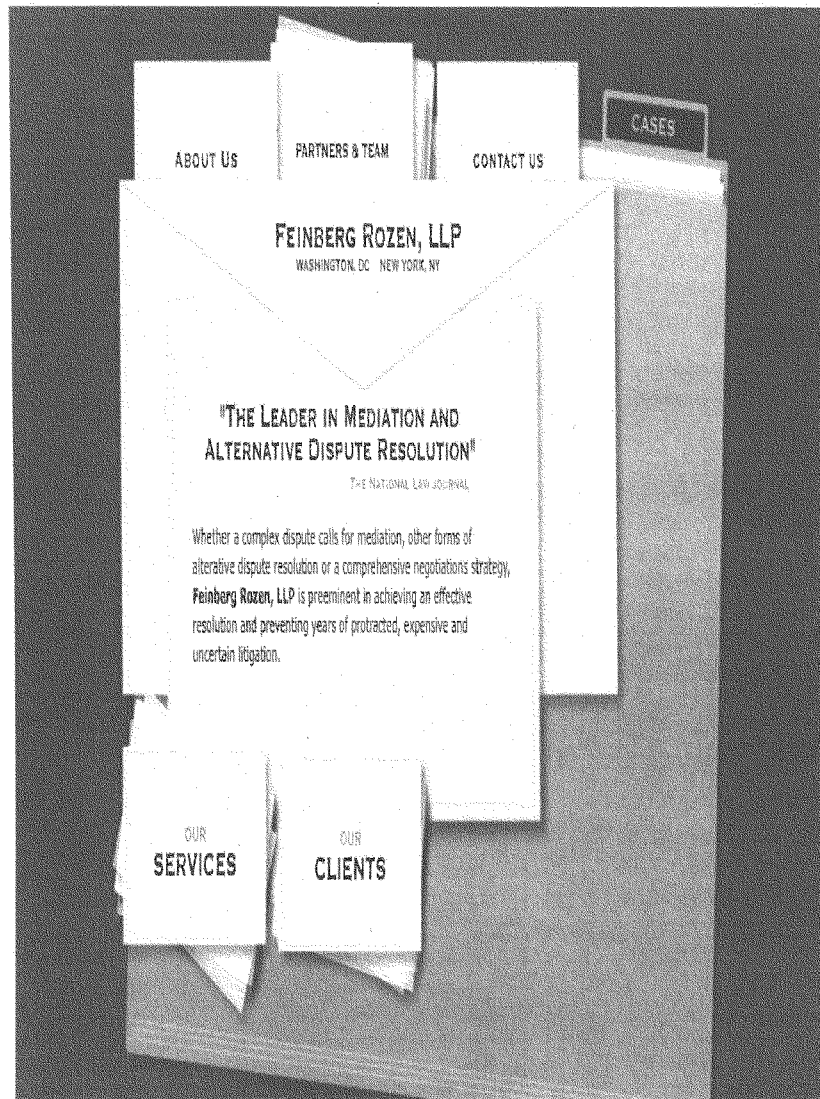 CASES
ABOUT US
PARTNERS & TEAM
CONTACT US
FEINBERG ROZEN, LLP
WASHINGTON, DC NEW YORK, NY
"THE LEADER IN MEDIATION AND
ALTERNATIVE DISPUTE RESOLUTION"
THE NATIONAL LAW JOURNAL
Whether a complex dispute calls for mediation, other forms of
alterative dispute resolution or a comprehensive negotiations strategy,
Feinberg Rozen, LLP is preeminent in achieving an effective
resolution and preventing years of protracted, expensive and
uncertain litigation.
OUR
SERVICES
OUR
CLIENTS